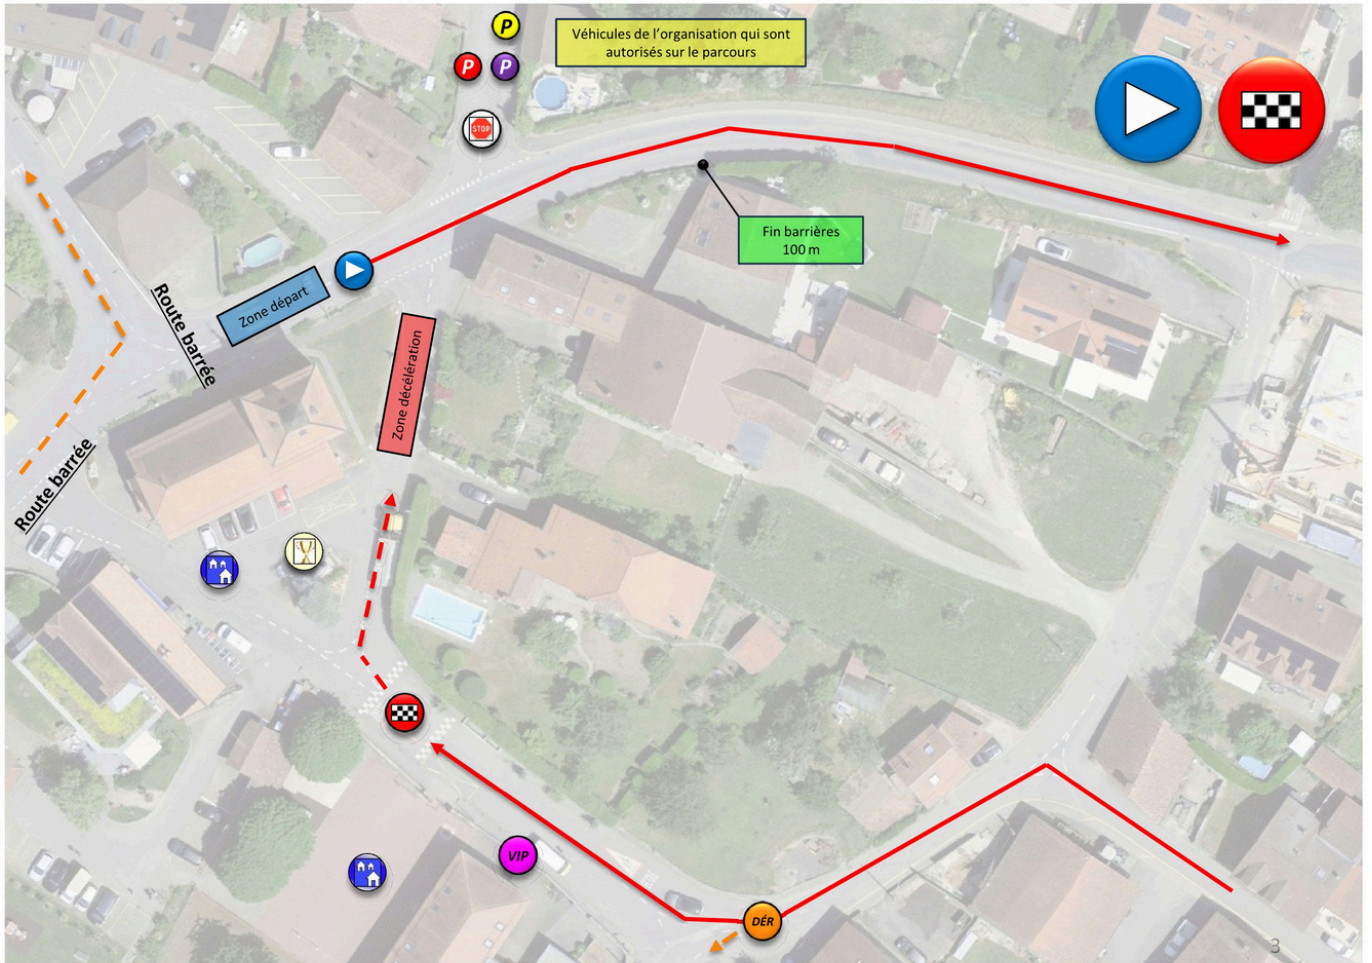 P
Véhicules de l’organisation qui sont
autorisés sur le parcours
P
P
STOP
Fin barrières
100 m
Zone départ
Route barrée
Zone décélération
Route barrée
VIP
DÉR
3